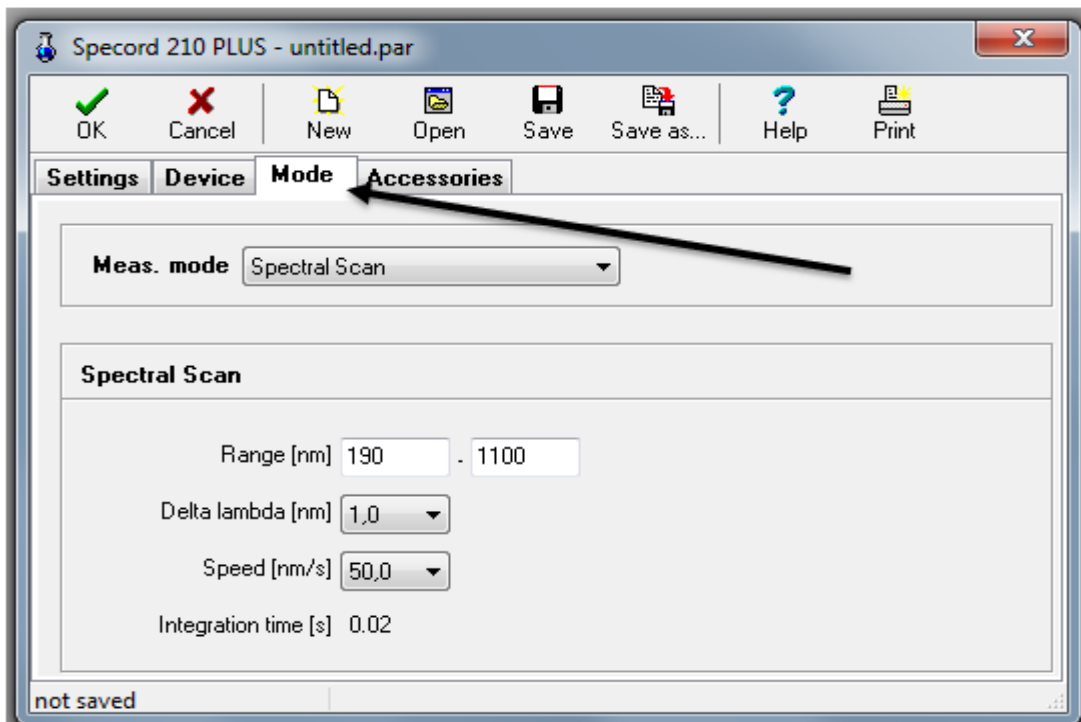 Specord 210 PLUS - untitled.par
x
OK Cancel New Open Save Save as... Help Print
Settings Device Mode Accessories
Meas. mode Spectral Scan
Spectral Scan
Range [nm] 190 - 1100
Delta lambda [nm] 1,0
Speed [nm/s] 50,0
Integration time [s] 0.02
not saved